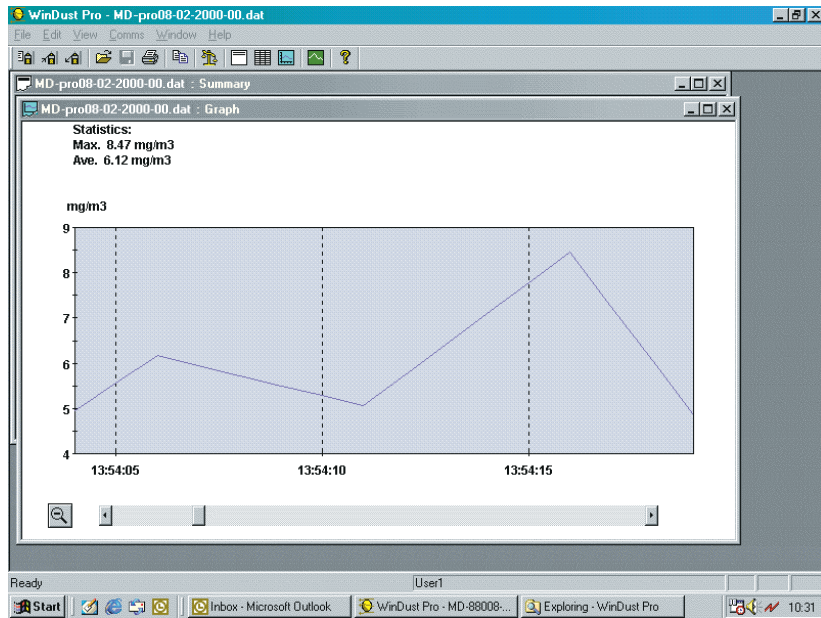 WinDust Pro - MD-pro08-02-2000-00.dat
File Edit View Comms Window Help
MD-pro08-02-2000-00.dat : Summary
MD-pro08-02-2000-00.dat : Graph
Statistics:
Max. 8.47 mg/m3
Ave. 6.12 mg/m3
mg/m3
9
8
7
6
5
4
13:54:05 13:54:10 13:54:15
Ready User1
Start Inbox - Microsoft Outlook WinDust Pro - MD-88008-... Exploring - WinDust Pro 10:31